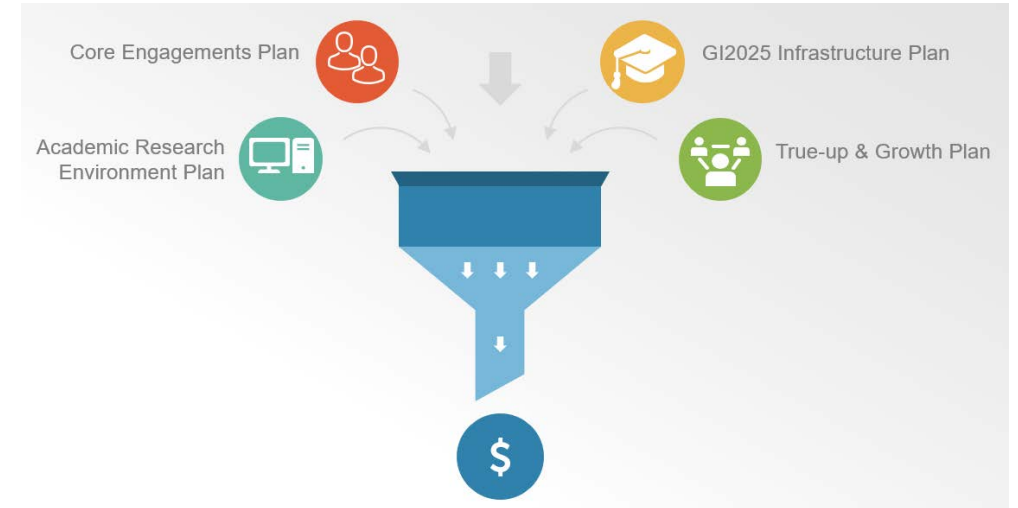 Core Engagements Plan
GI2025 Infrastructure Plan
Academic Research
Environment Plan
True-up & Growth Plan
$